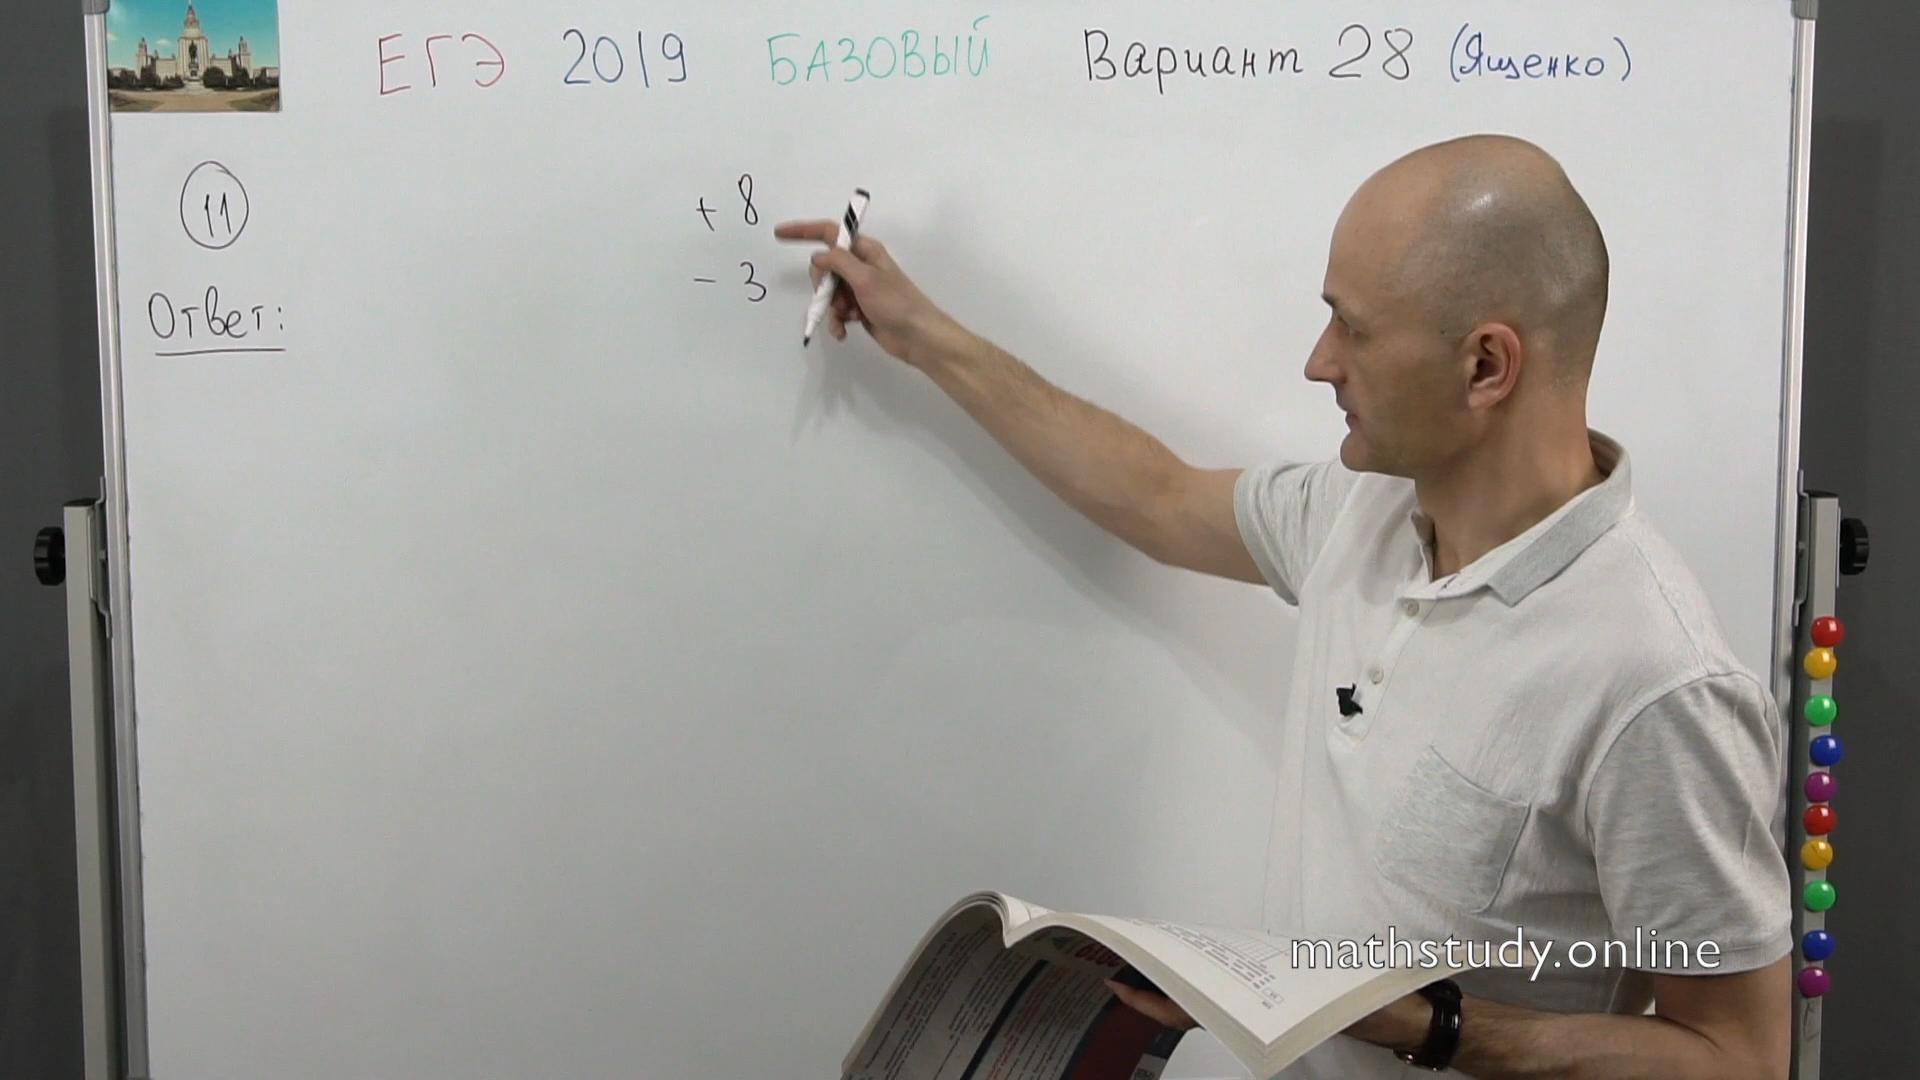 ЕГЭ 2019 БАЗОВЫЙ Вариант 28 (Ященко)
11
+ 8
- 3
Ответ:
mathstudy.online